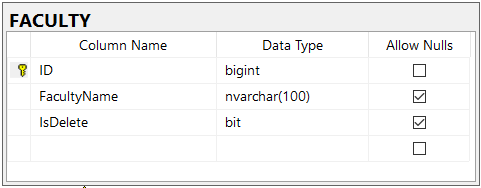 FACULTY
Column Name Data Type Allow Nulls
ID bigint
FacultyName nvarchar(100)
IsDelete bit